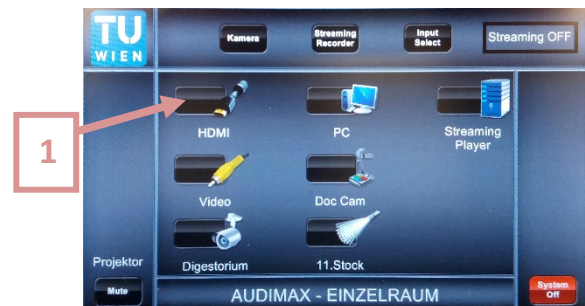 TU
WIEN
Kamera
Streaming
Recorder
Input
Select
Streaming OFF
1
HDMI
PC
Streaming
Player
Video
Doc Cam
Digestorium
11.Stock
Projektor
Mute
AUDIMAX - EINZELRAUM
System
Off